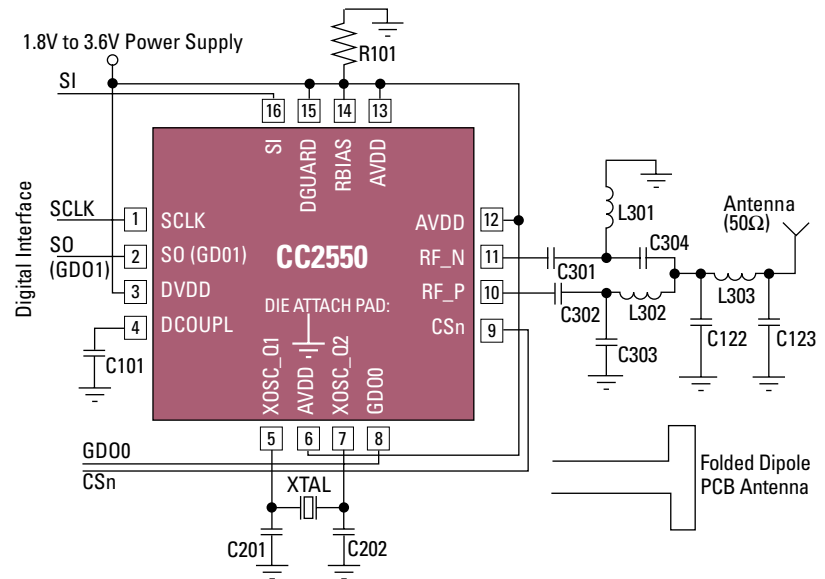 1.8V to 3.6V Power Supply
R101
SI
16
15
14
13
SI
DGUARD
RBIAS
AVDD
Digital Interface
SCLK
1
SCLK
SO
(GD01)
2
SO (GD01)
3
DVDD
4
DCOUPL
C101
CC2550
DIE ATTACH PAD:
AVDD
12
RF_N
11
RF_P
10
CSn
9
XOSC_Q1
AVDD
XOSC_Q2
GDO0
5
6
7
8
L301
C304
C301
C302
L302
C303
L303
C122
C123
Antenna
(50Ω)
GDO0
CSn
XTAL
C201
C202
Folded Dipole
PCB Antenna